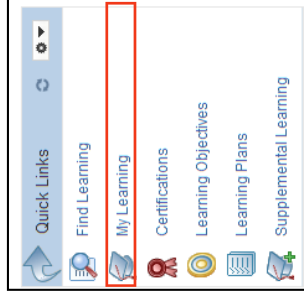 Quick Links
Find Learning
My Learning
Certifications
Learning Objectives
Learning Plans
Supplemental Learning